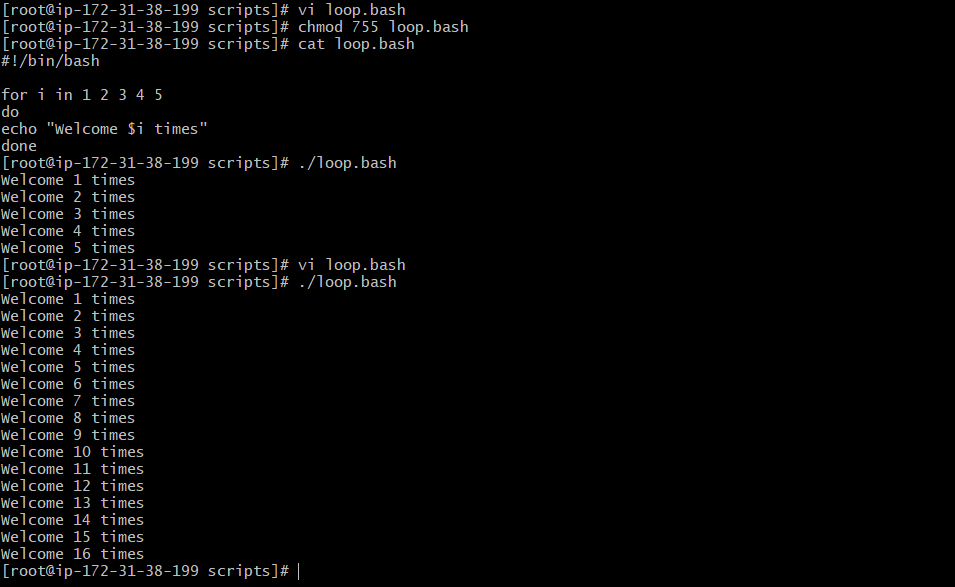 [root@ip-172-31-38-199 scripts]# vi loop.bash
[root@ip-172-31-38-199 scripts]# chmod 755 loop.bash
[root@ip-172-31-38-199 scripts]# cat loop.bash
#!/bin/bash
for i in 1 2 3 4 5
do
echo "Welcome $i times"
done
[root@ip-172-31-38-199 scripts]# ./loop.bash
Welcome 1 times
Welcome 2 times
Welcome 3 times
Welcome 4 times
Welcome 5 times
[root@ip-172-31-38-199 scripts]# vi loop.bash
[root@ip-172-31-38-199 scripts]# ./loop.bash
Welcome 1 times
Welcome 2 times
Welcome 3 times
Welcome 4 times
Welcome 5 times
Welcome 6 times
Welcome 7 times
Welcome 8 times
Welcome 9 times
Welcome 10 times
Welcome 11 times
Welcome 12 times
Welcome 13 times
Welcome 14 times
Welcome 15 times
Welcome 16 times
[root@ip-172-31-38-199 scripts]#